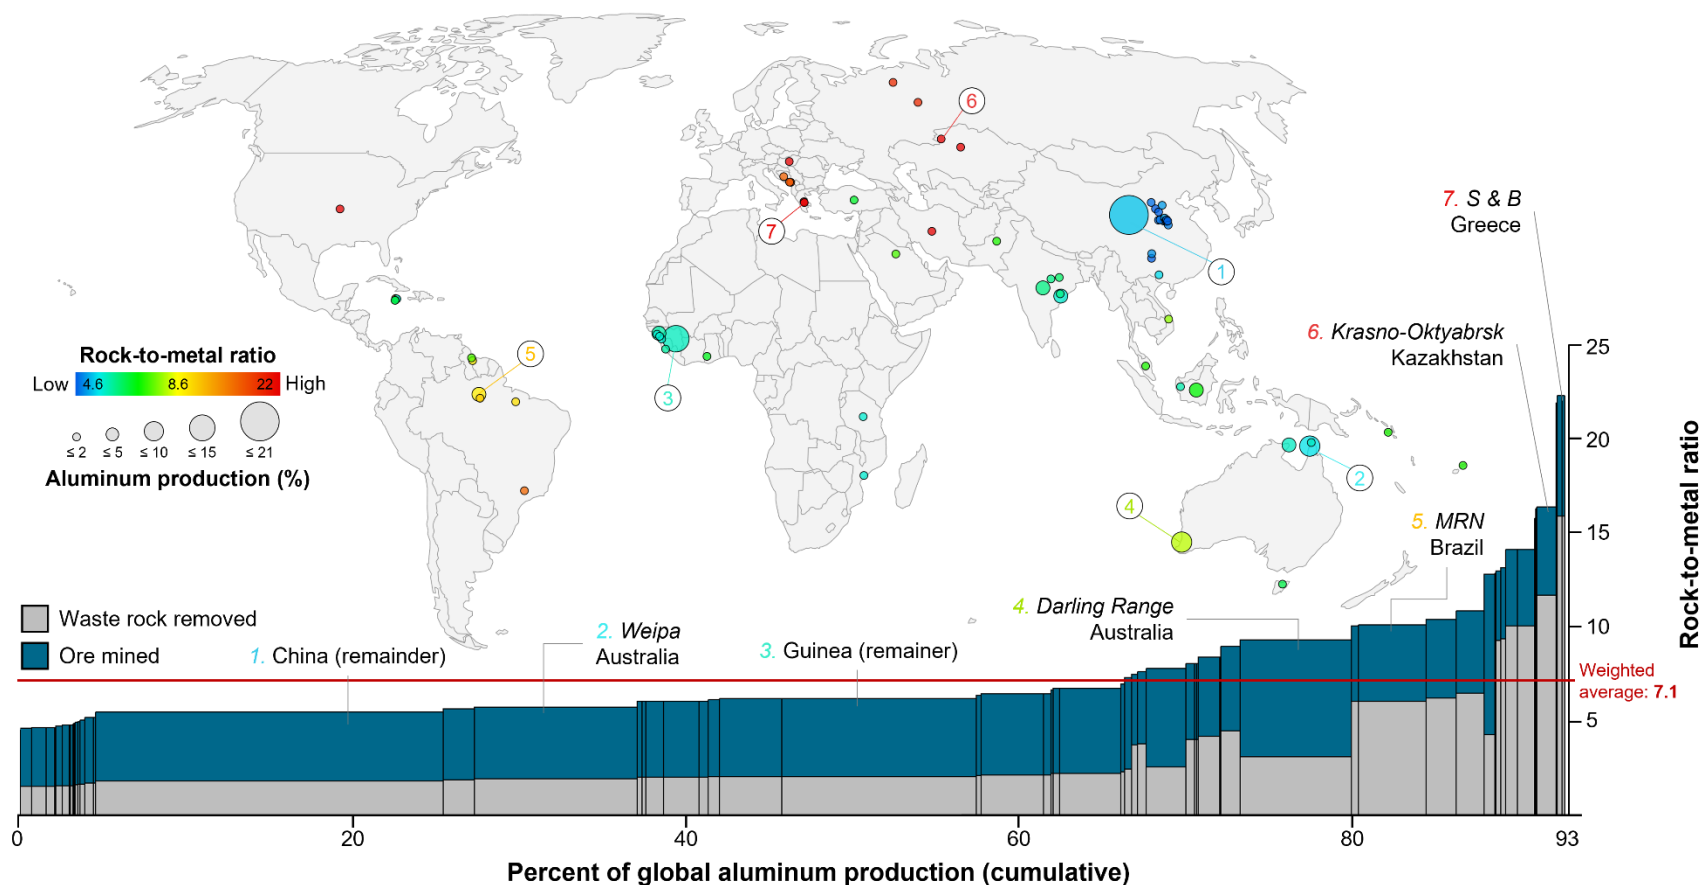 6
7. S & B
Greece
7
1
6. Krasno-Oktyabrsk
Kazakhstan
5
Rock-to-metal ratio
Low 4.6 8.6 22 High
3
≤ 2 ≤ 5 ≤ 10 ≤ 15 ≤ 21
Aluminum production (%)
2
4
5. MRN
Brazil
4. Darling Range
Australia
Waste rock removed
Ore mined
1. China (remainder)
2. Weipa
Australia
3. Guinea (remainer)
Weighted
average: 7.1
25
20
15
10
5
Rock-to-metal ratio
0 20 40 60 80 93
Percent of global aluminum production (cumulative)